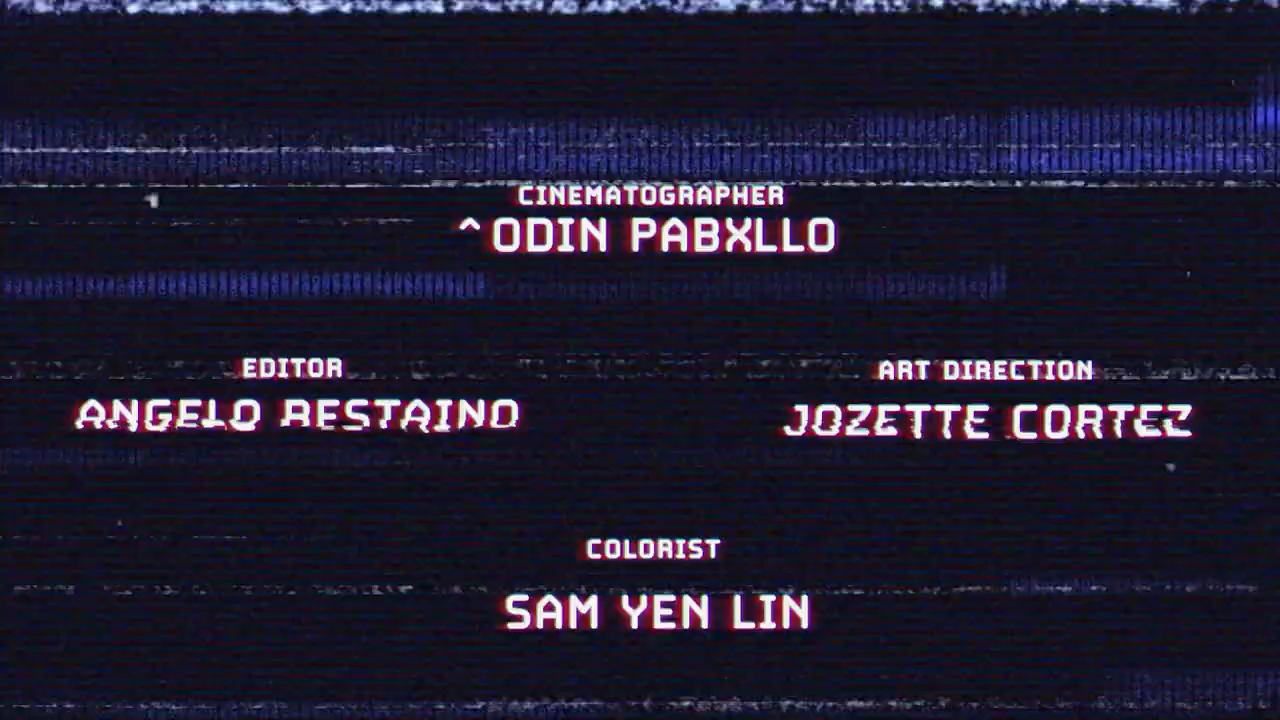 CINEMATOGRAPHER
^ODIN PABXLLO
EDITOR
ANGELO RESTAINO
ART DIRECTION
JOZETTE CORTEZ
COLORIST
SAM YEN LIN